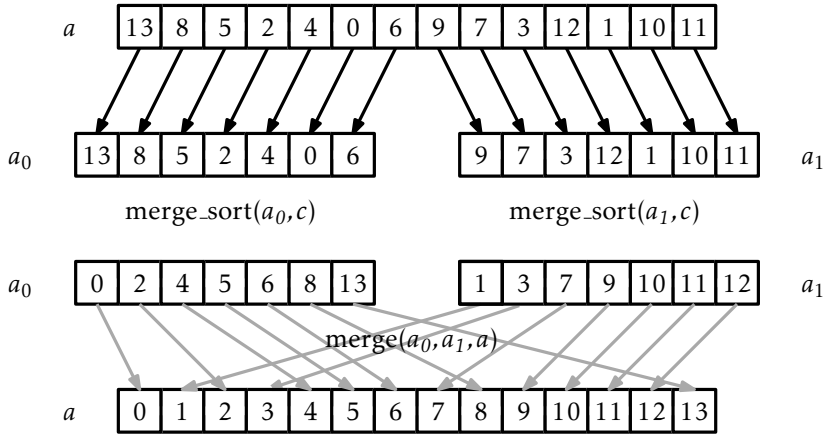 a 13 8 5 2 4 0 6 9 7 3 12 1 10 11
a0 13 8 5 2 4 0 6 9 7 3 12 1 10 11 a1
merge_sort(a0,c) merge_sort(a1,c)
a0 0 2 4 5 6 8 13 1 3 7 9 10 11 12 a1
merge(a0,a1,a)
a 0 1 2 3 4 5 6 7 8 9 10 11 12 13